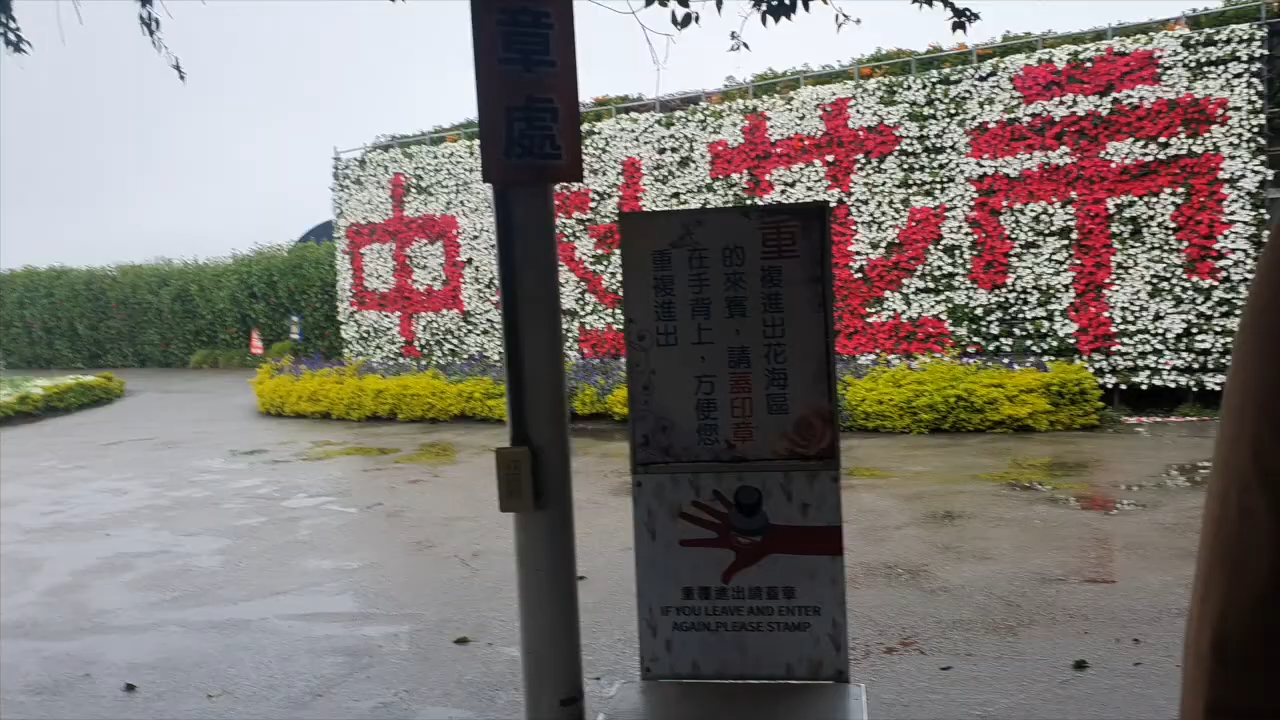 章處
中社花市
重複進出花海區
的來賓，請蓋印章
在手背上，方便您
重複進出
重覆進出請蓋章
IF YOU LEAVE AND ENTER
AGAIN,PLEASE STAMP